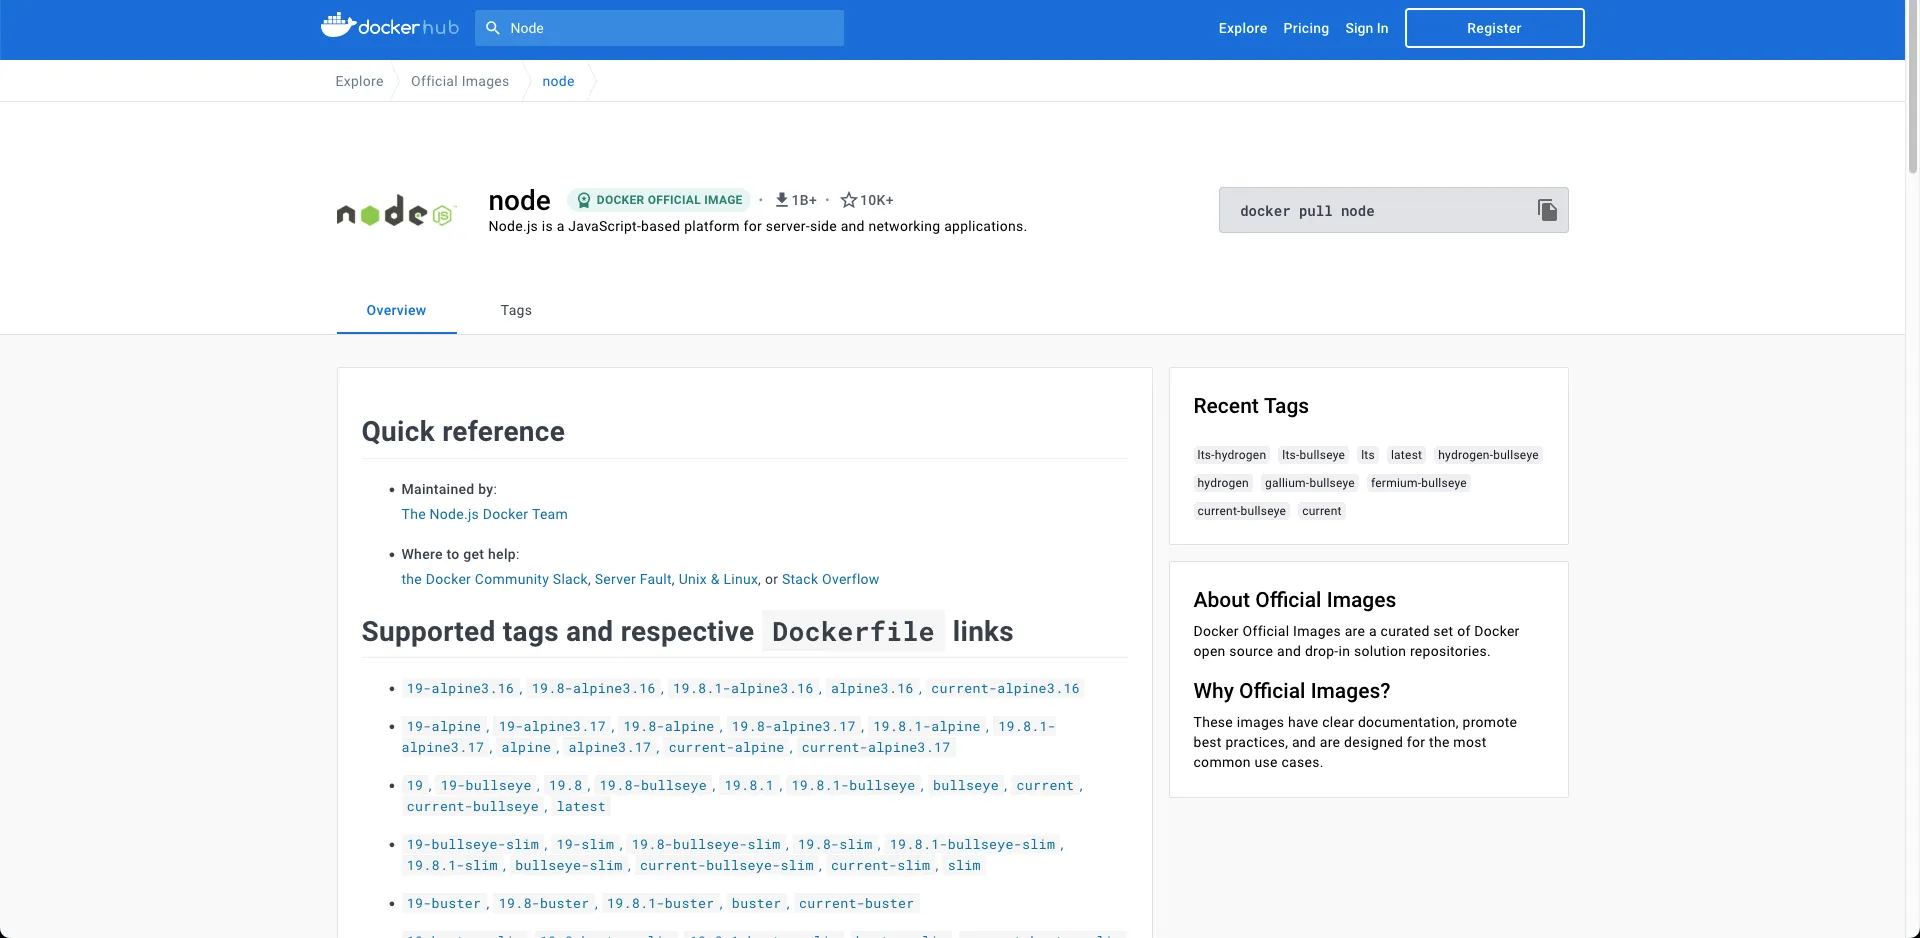 dockerhub
Node
Explore
Pricing
Sign In
Register
Explore
Official Images
node
node JS
node
DOCKER OFFICIAL IMAGE
· 1B+ · 10K+
Node.js is a JavaScript-based platform for server-side and networking applications.
docker pull node
Overview
Tags
Quick reference
• Maintained by:
The Node.js Docker Team
• Where to get help:
the Docker Community Slack, Server Fault, Unix & Linux, or Stack Overflow
Supported tags and respective Dockerfile links
• 19-alpine3.16, 19.8-alpine3.16, 19.8.1-alpine3.16, alpine3.16, current-alpine3.16
• 19-alpine, 19-alpine3.17, 19.8-alpine, 19.8-alpine3.17, 19.8.1-alpine, 19.8.1-
alpine3.17, alpine, alpine3.17, current-alpine, current-alpine3.17
• 19, 19-bullseye, 19.8, 19.8-bullseye, 19.8.1, 19.8.1-bullseye, bullseye, current,
current-bullseye, latest
• 19-bullseye-slim, 19-slim, 19.8-bullseye-slim, 19.8-slim, 19.8.1-bullseye-slim,
19.8.1-slim, bullseye-slim, current-bullseye-slim, current-slim, slim
• 19-buster, 19.8-buster, 19.8.1-buster, buster, current-buster
Recent Tags
lts-hydrogen lts-bullseye lts latest hydrogen-bullseye
hydrogen gallium-bullseye fermium-bullseye
current-bullseye current
About Official Images
Docker Official Images are a curated set of Docker
open source and drop-in solution repositories.
Why Official Images?
These images have clear documentation, promote
best practices, and are designed for the most
common use cases.